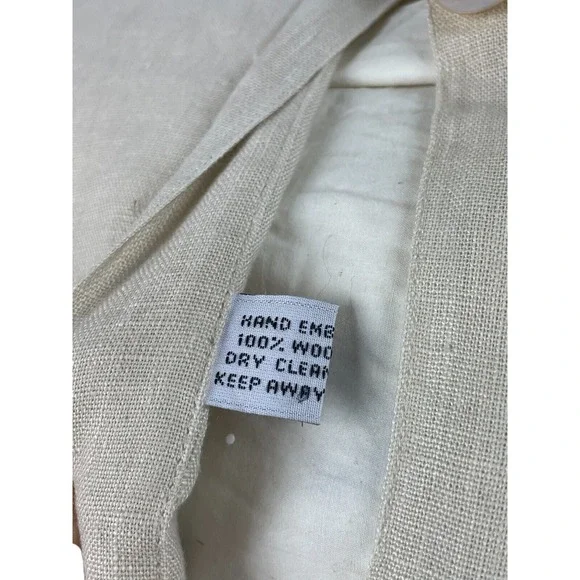 HAND EMB
100% WOO
DRY CLEAN
KEEP AWAY